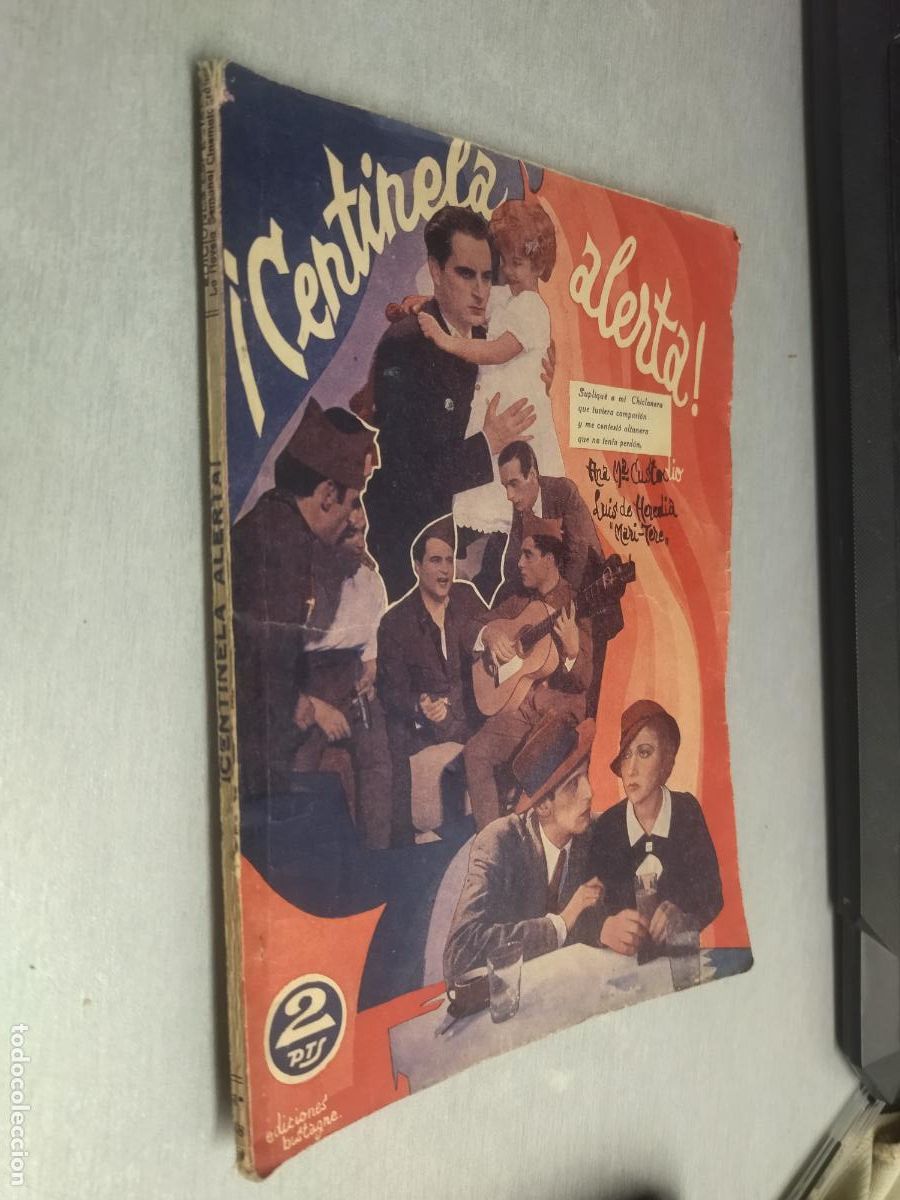 ¡Centinela
alerta!
Supliqué a mi Chiclanera
que tuviera compasión
y me contestó altanera
que no tenía perdón.
Ana Mª Custodio
Luis de Heredia
"Mari-Tere"
2
PTS
ediciones
bistagne.
¡CENTINELA ALERTA!
La Novela Semanal Cinematográfica
todocoleccion